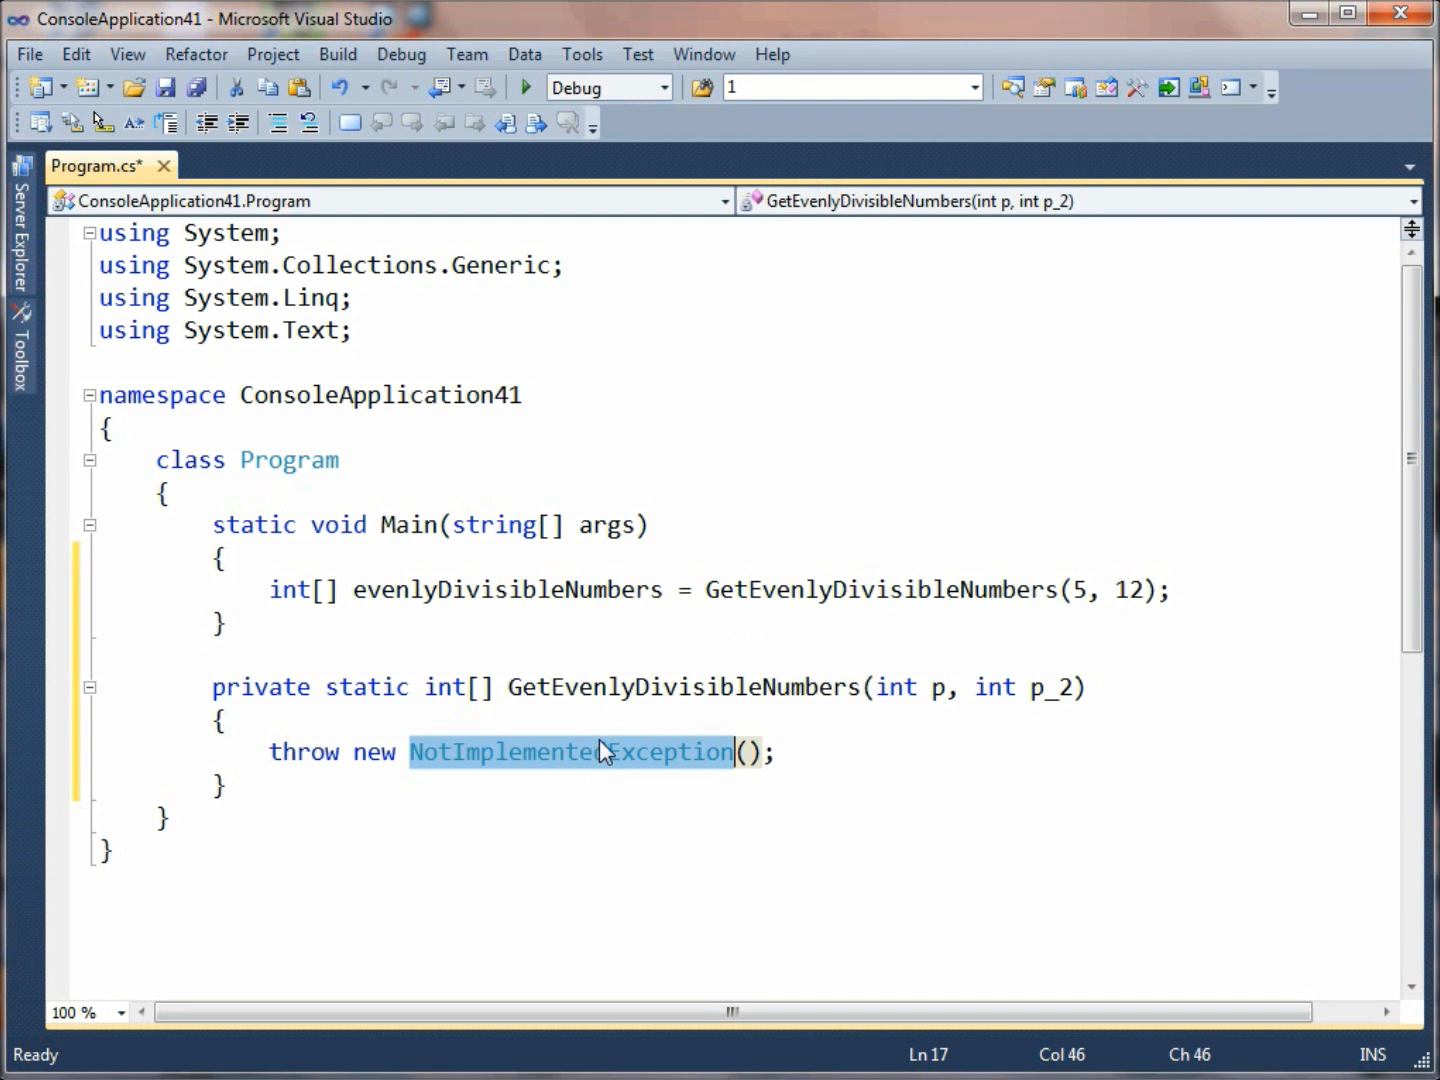 ConsoleApplication41 - Microsoft Visual Studio
File Edit View Refactor Project Build Debug Team Data Tools Test Window Help
Debug 1
Program.cs*
ConsoleApplication41.Program GetEvenlyDivisibleNumbers(int p, int p_2)
Server Explorer
Toolbox
using System;
using System.Collections.Generic;
using System.Linq;
using System.Text;
namespace ConsoleApplication41
{
class Program
{
static void Main(string[] args)
{
int[] evenlyDivisibleNumbers = GetEvenlyDivisibleNumbers(5, 12);
}
private static int[] GetEvenlyDivisibleNumbers(int p, int p_2)
{
throw new NotImplementedException();
}
}
}
100 %
Ready Ln 17 Col 46 Ch 46 INS